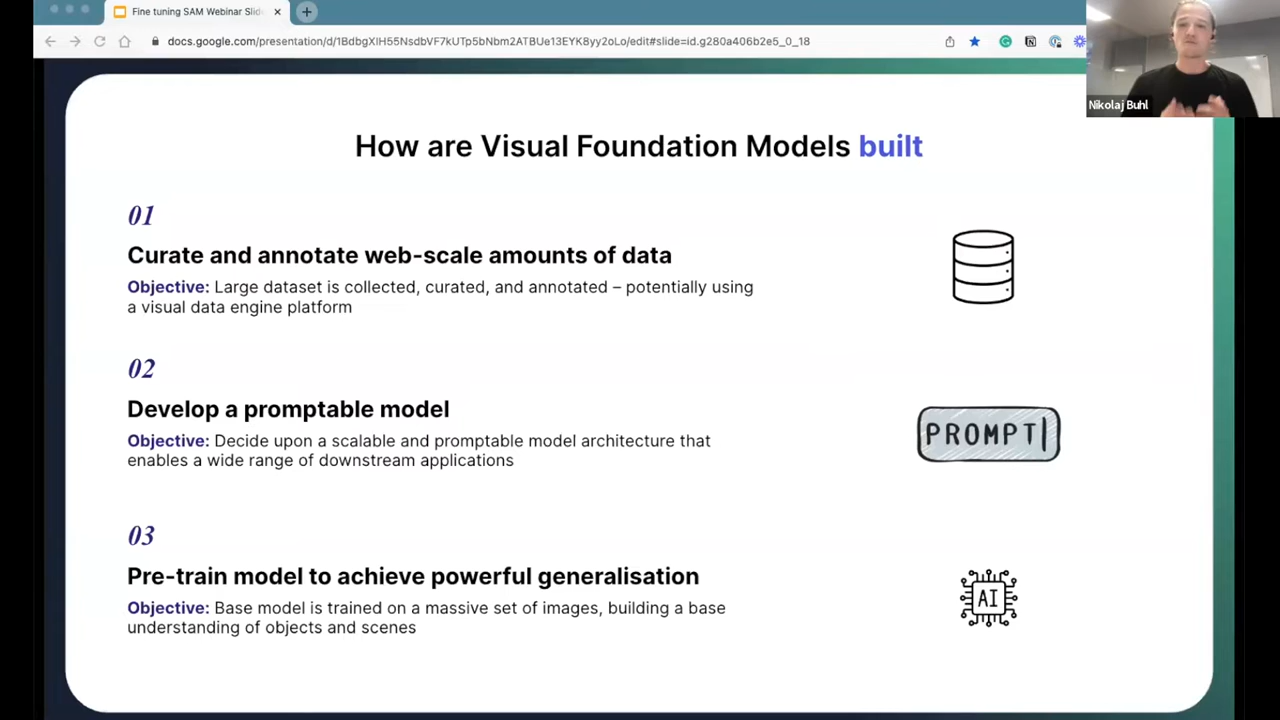 Fine tuning SAM Webinar Slid
docs.google.com/presentation/d/1BdbgXIH55NsdbVF7kUTp5bNbm2ATBUe13EYK8yy2oLo/edit#slide=id.g280a406b2e5_0_18
Nikolaj Buhl
How are Visual Foundation Models built
01
Curate and annotate web-scale amounts of data
Objective: Large dataset is collected, curated, and annotated – potentially using
a visual data engine platform
02
Develop a promptable model
Objective: Decide upon a scalable and promptable model architecture that
enables a wide range of downstream applications
PROMPT
03
Pre-train model to achieve powerful generalisation
Objective: Base model is trained on a massive set of images, building a base
understanding of objects and scenes
AI